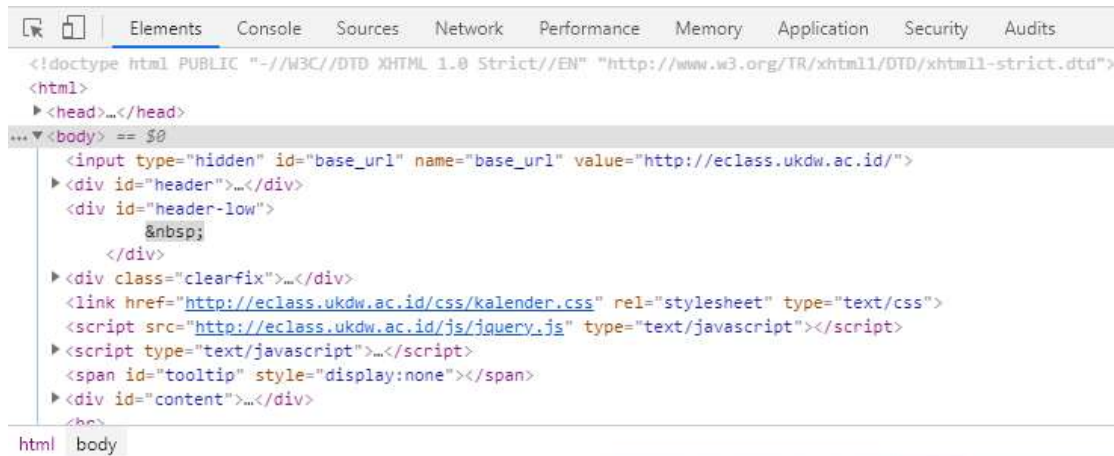 Elements Console Sources Network Performance Memory Application Security Audits
<!doctype html PUBLIC "-//W3C//DTD XHTML 1.0 Strict//EN" "http://www.w3.org/TR/xhtml1/DTD/xhtml1-strict.dtd">
<html>
<head>…</head>
… <body> == $0
<input type="hidden" id="base_url" name="base_url" value="http://eclass.ukdw.ac.id/">
<div id="header">…</div>
<div id="header-low">
&nbsp;
</div>
<div class="clearfix">…</div>
<link href="http://eclass.ukdw.ac.id/css/kalender.css" rel="stylesheet" type="text/css">
<script src="http://eclass.ukdw.ac.id/js/jquery.js" type="text/javascript"></script>
<script type="text/javascript">…</script>
<span id="tooltip" style="display:none"></span>
<div id="content">…</div>
html body